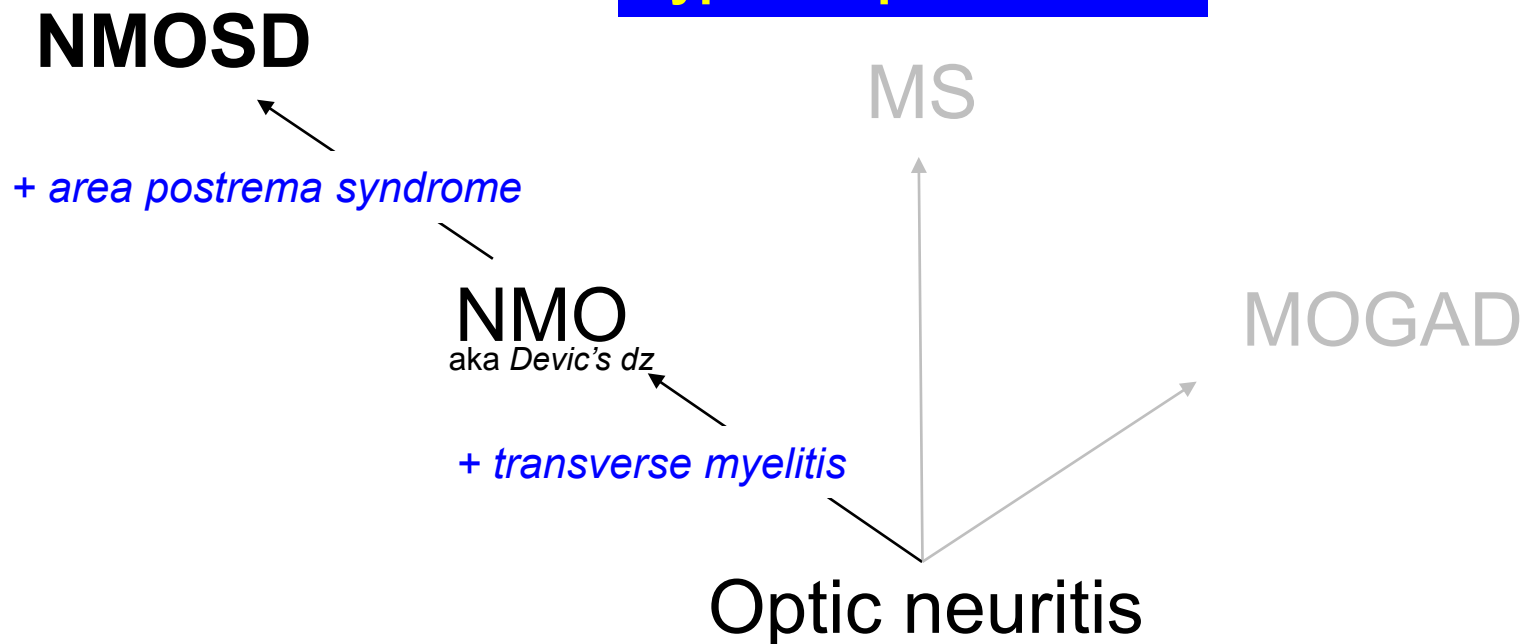 NMOSD
MS
+ area postrema syndrome
NMO
aka Devic's dz
MOGAD
+ transverse myelitis
Optic neuritis